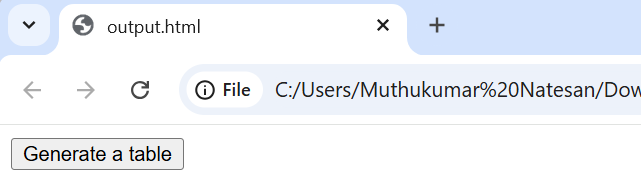 output.html
File C:/Users/Muthukumar%20Natesan/Dow
Generate a table